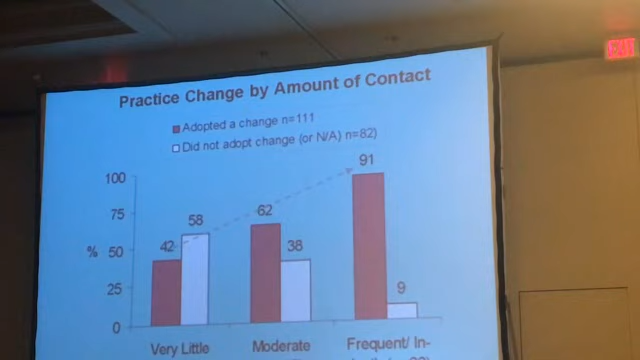 EXIT
Practice Change by Amount of Contact
Adopted a change n=111
Did not adopt change (or N/A) n=82)
100
75
%
50
25
0
42
58
62
38
91
9
Very Little
Moderate
Frequent/ In-